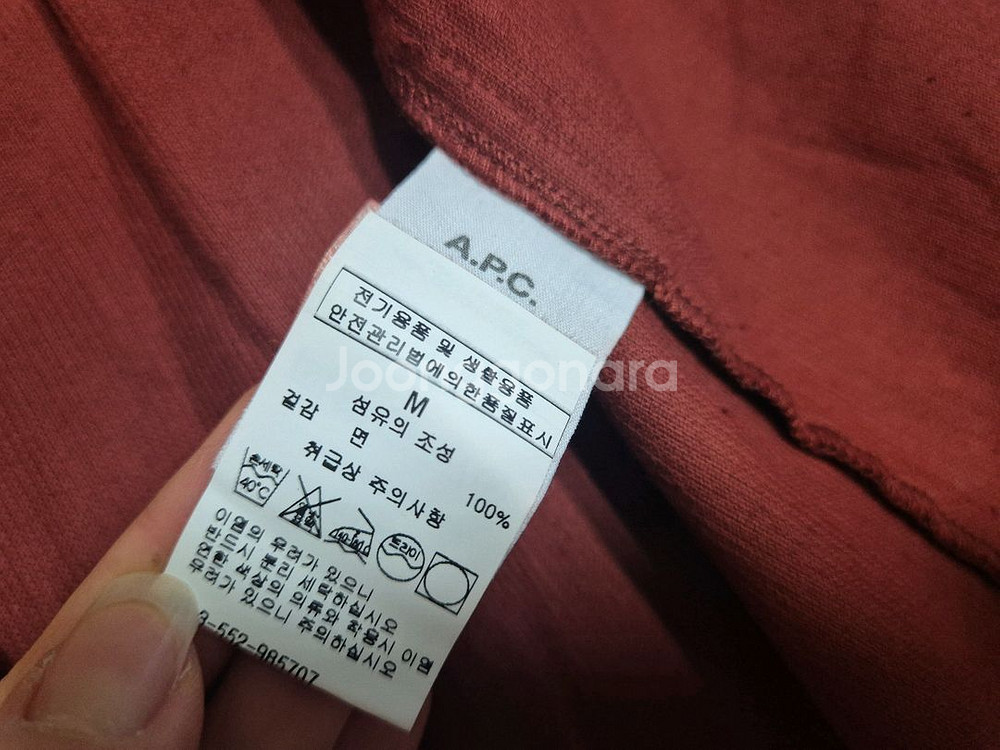 A.P.C.
전기용품 및 생활용품
안전관리법에의한품질표시
M
섬유의 조성
겉감 면 100%
취급상 주의사항
손세탁
40°C
드라이
이염의 우려가 있으니
반드시 분리 세탁하십시오
연한 색상의 의류와 착용시 이염
우려가 있으니 주의하십시오
-552-985707